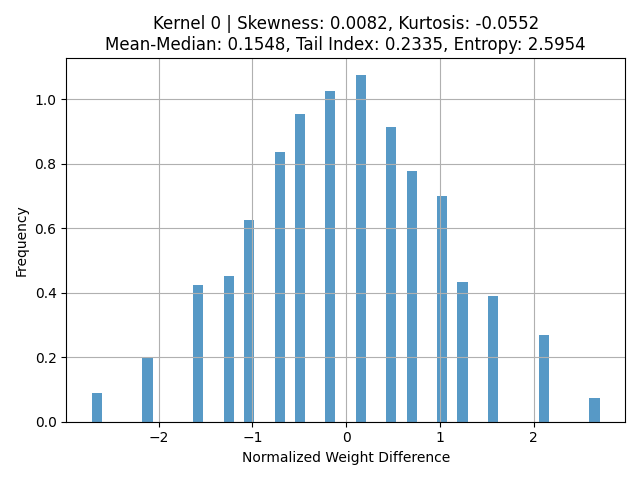 Kernel 0 | Skewness: 0.0082, Kurtosis: -0.0552
Mean-Median: 0.1548, Tail Index: 0.2335, Entropy: 2.5954
Frequency
1.0
0.8
0.6
0.4
0.2
0.0
−2
−1
0
1
2
Normalized Weight Difference